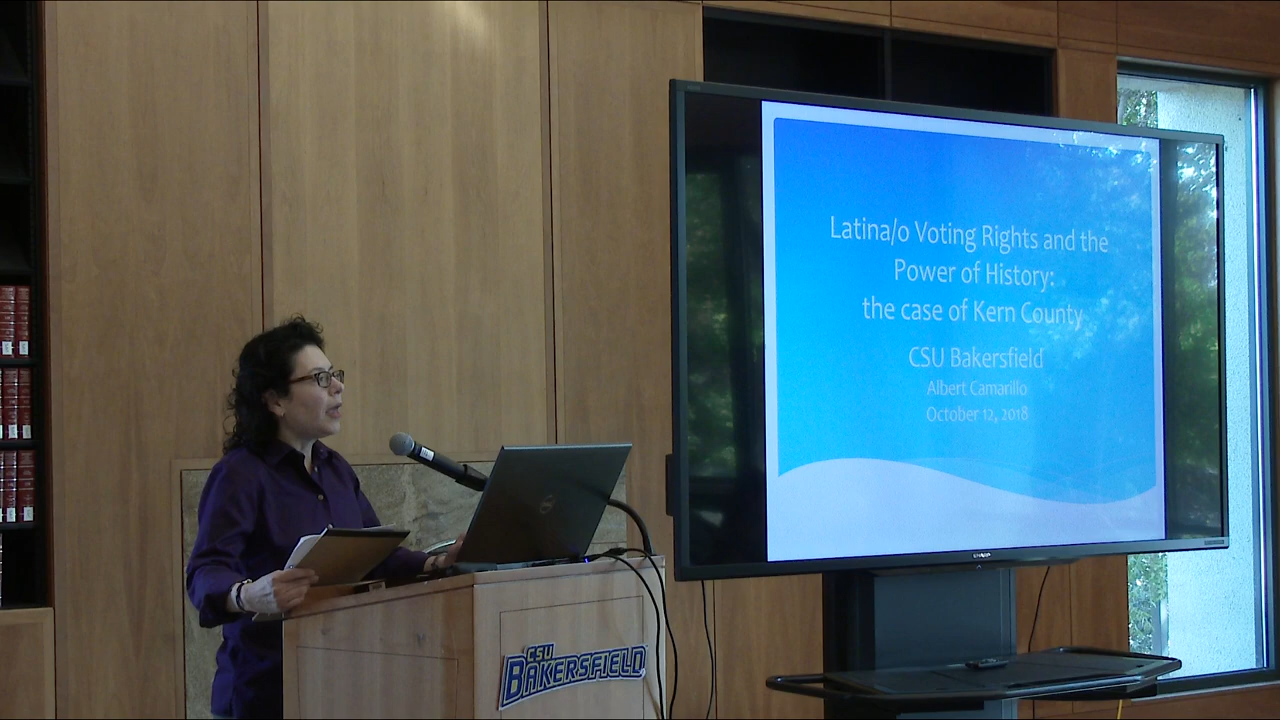 Latina/o Voting Rights and the
Power of History:
the case of Kern County
CSU Bakersfield
Albert Camarillo
October 12, 2018
SHARP
CSU
BAKERSFIELD